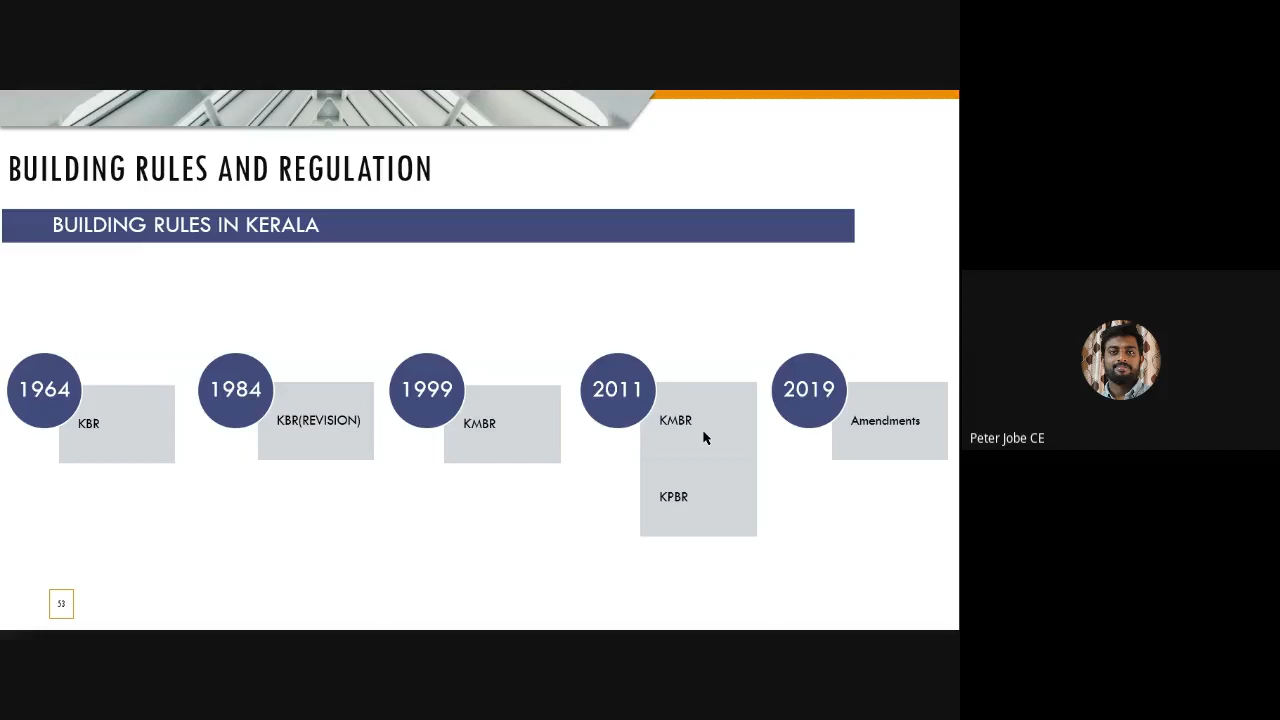 BUILDING RULES AND REGULATION
BUILDING RULES IN KERALA
1964
KBR
1984
KBR(REVISION)
1999
KMBR
2011
KMBR
KPBR
2019
Amendments
53
Peter Jobe CE